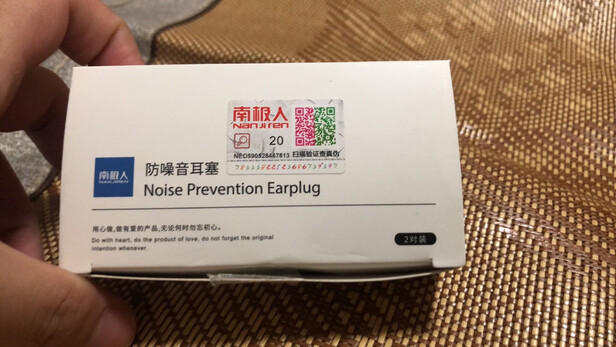 南极人
Nanjiren
20
NEO590528487813 扫描验证查真伪
南极人
NANJIREN
防噪音耳塞
Noise Prevention Earplug
用心做,做有爱的产品,无论何时勿忘初心。
Do with heart, do the product of love, do not forget the original
intention whenever.
2对装